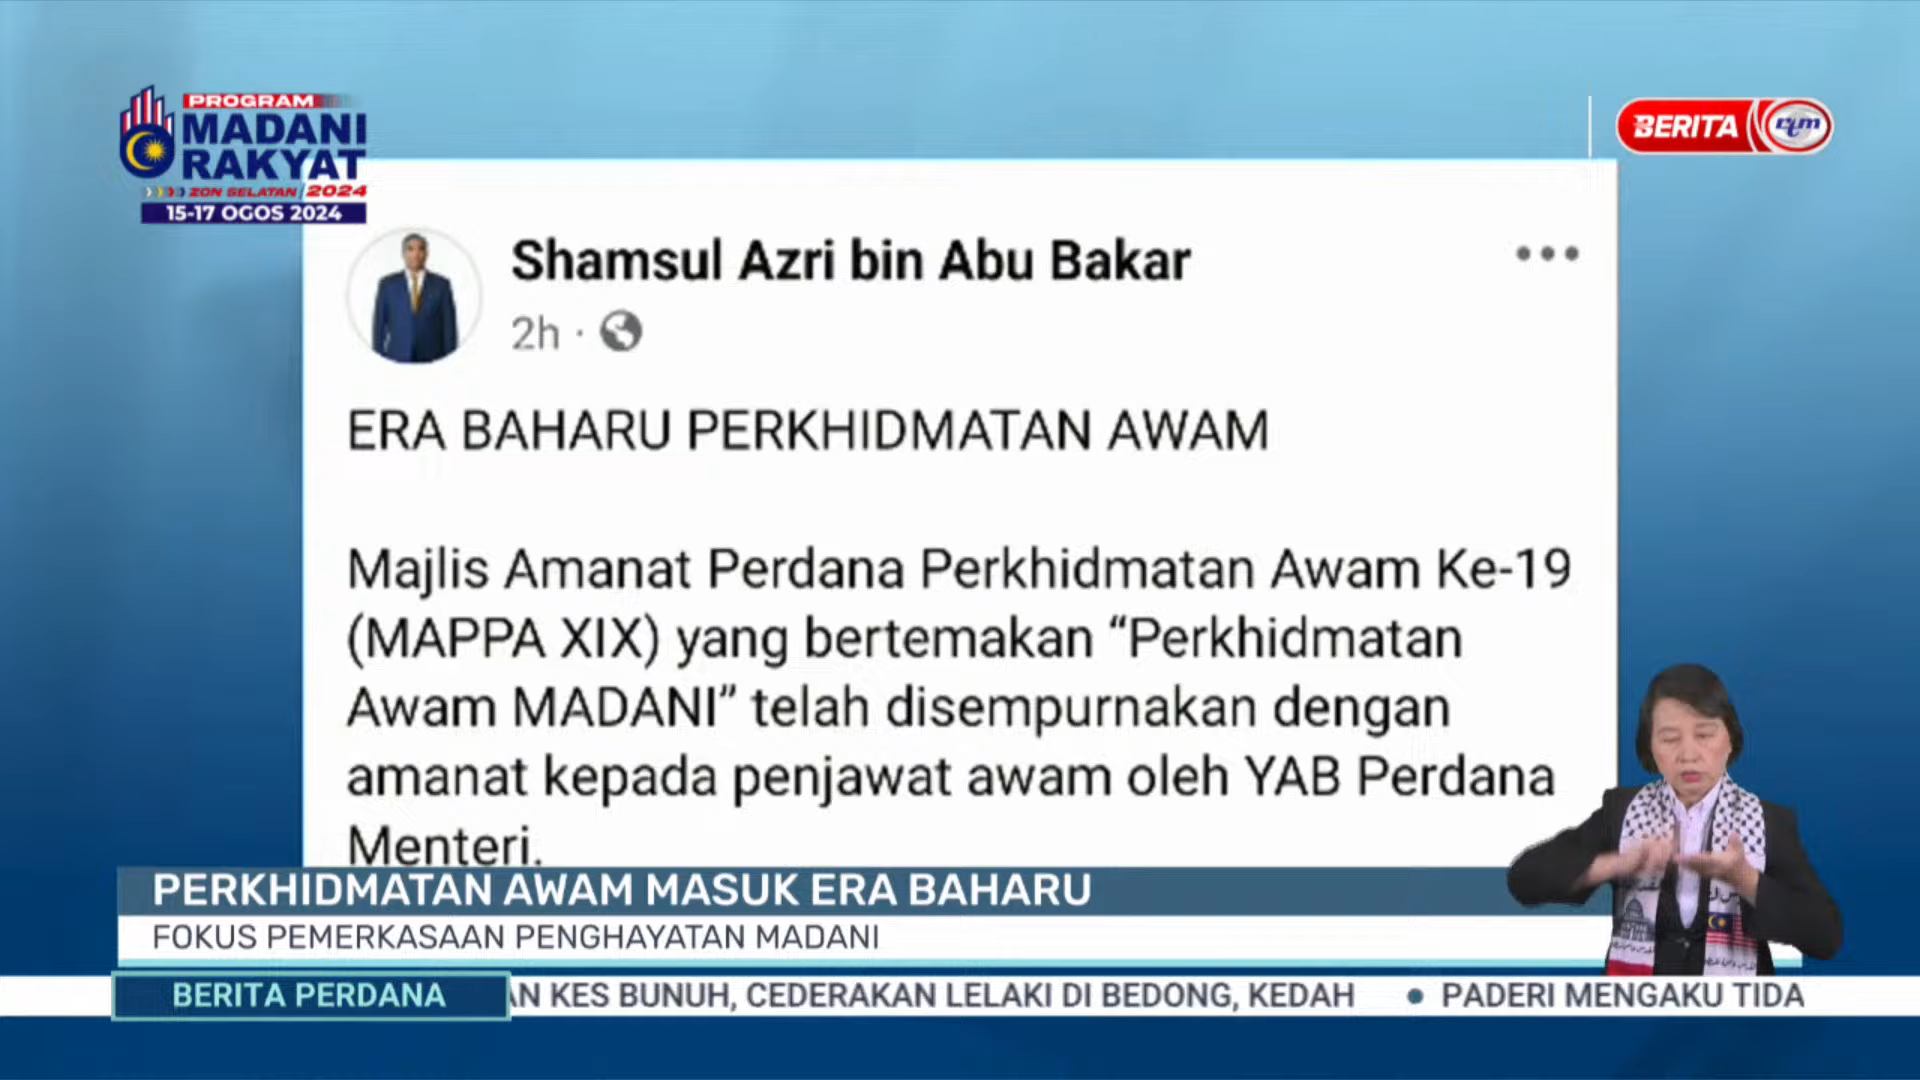 PROGRAM
MADANI
RAKYAT
ZON SELATAN 2024
15-17 OGOS 2024
BERITA rtm
Shamsul Azri bin Abu Bakar
2h ·
ERA BAHARU PERKHIDMATAN AWAM
Majlis Amanat Perdana Perkhidmatan Awam Ke-19
(MAPPA XIX) yang bertemakan “Perkhidmatan
Awam MADANI” telah disempurnakan dengan
amanat kepada penjawat awam oleh YAB Perdana
Menteri.
PERKHIDMATAN AWAM MASUK ERA BAHARU
FOKUS PEMERKASAAN PENGHAYATAN MADANI
BERITA PERDANA
AN KES BUNUH, CEDERAKAN LELAKI DI BEDONG, KEDAH • PADERI MENGAKU TIDA